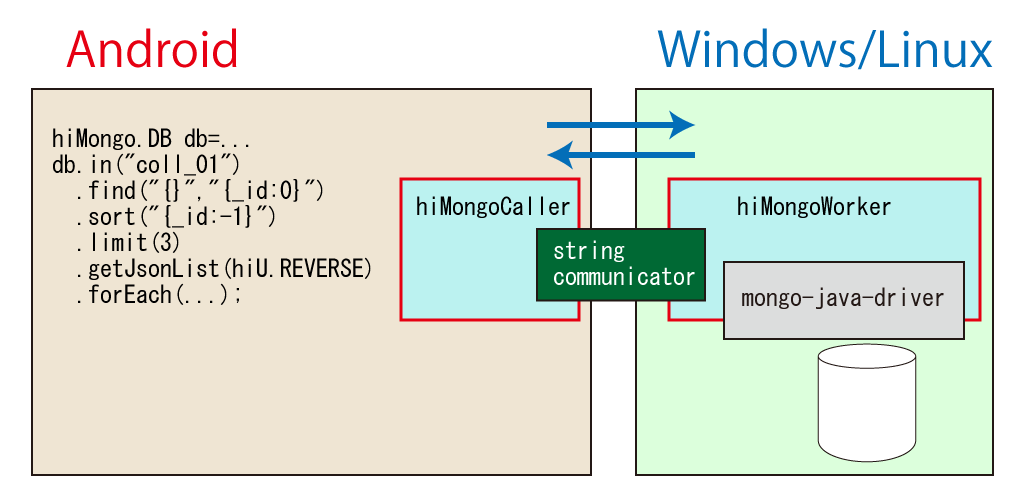 Android
Windows/Linux
hiMongo.DB db=...
db.in("coll_01")
.find("{}","{_id:0}")
.sort("{_id:-1}")
.limit(3)
.getJsonList(hiU.REVERSE)
.forEach(...);
hiMongoCaller
string
communicator
hiMongoWorker
mongo-java-driver